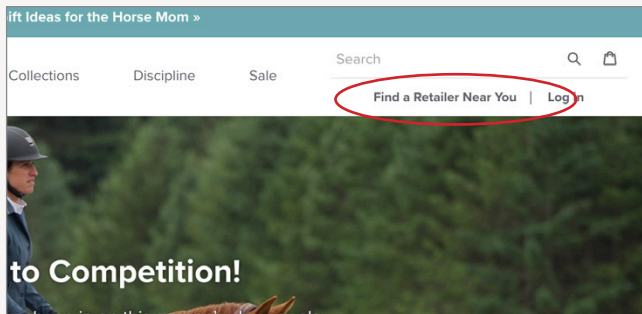 ift Ideas for the Horse Mom »
Search
Collections Discipline Sale
Find a Retailer Near You | Log In
to Competition!